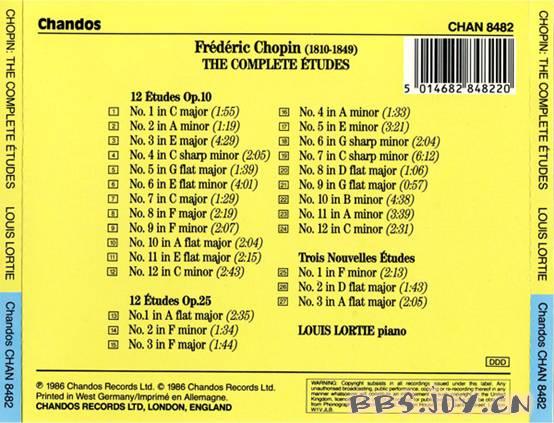 CHOPIN: THE COMPLETE ÉTUDES
LOUIS LORTIE
Chandos CHAN 8482
Chandos
CHAN 8482
5 014682 848220
Frédéric Chopin (1810-1849)
THE COMPLETE ÉTUDES
12 Études Op.10
1 No. 1 in C major (1:55)
2 No. 2 in A minor (1:19)
3 No. 3 in E major (4:29)
4 No. 4 in C sharp minor (2:05)
5 No. 5 in G flat major (1:39)
6 No. 6 in E flat minor (4:01)
7 No. 7 in C major (1:29)
8 No. 8 in F major (2:19)
9 No. 9 in F minor (2:07)
10 No. 10 in A flat major (2:04)
11 No. 11 in E flat major (2:15)
12 No. 12 in C minor (2:43)
12 Études Op.25
13 No.1 in A flat major (2:35)
14 No. 2 in F minor (1:34)
15 No. 3 in F major (1:44)
16 No. 4 in A minor (1:33)
17 No. 5 in E minor (3:21)
18 No. 6 in G sharp minor (2:04)
19 No. 7 in C sharp minor (6:12)
20 No. 8 in D flat major (1:06)
21 No. 9 in G flat major (0:57)
22 No. 10 in B minor (4:38)
23 No. 11 in A minor (3:39)
24 No. 12 in C minor (2:31)
Trois Nouvelles Études
25 No. 1 in F minor (2:13)
26 No. 2 in D flat major (1:43)
27 No. 3 in A flat major (2:05)
LOUIS LORTIE piano
DDD
℗ 1986 Chandos Records Ltd. © 1986 Chandos Records Ltd.
Printed in West Germany/Imprimé en Allemagne.
CHANDOS RECORDS LTD, LONDON, ENGLAND
WARNING: Copyright subsists in all recordings issued under this label. Any
BBS.JOY.CN
CHOPIN: THE COMPLETE ÉTUDES
LOUIS LORTIE
Chandos CHAN 8482